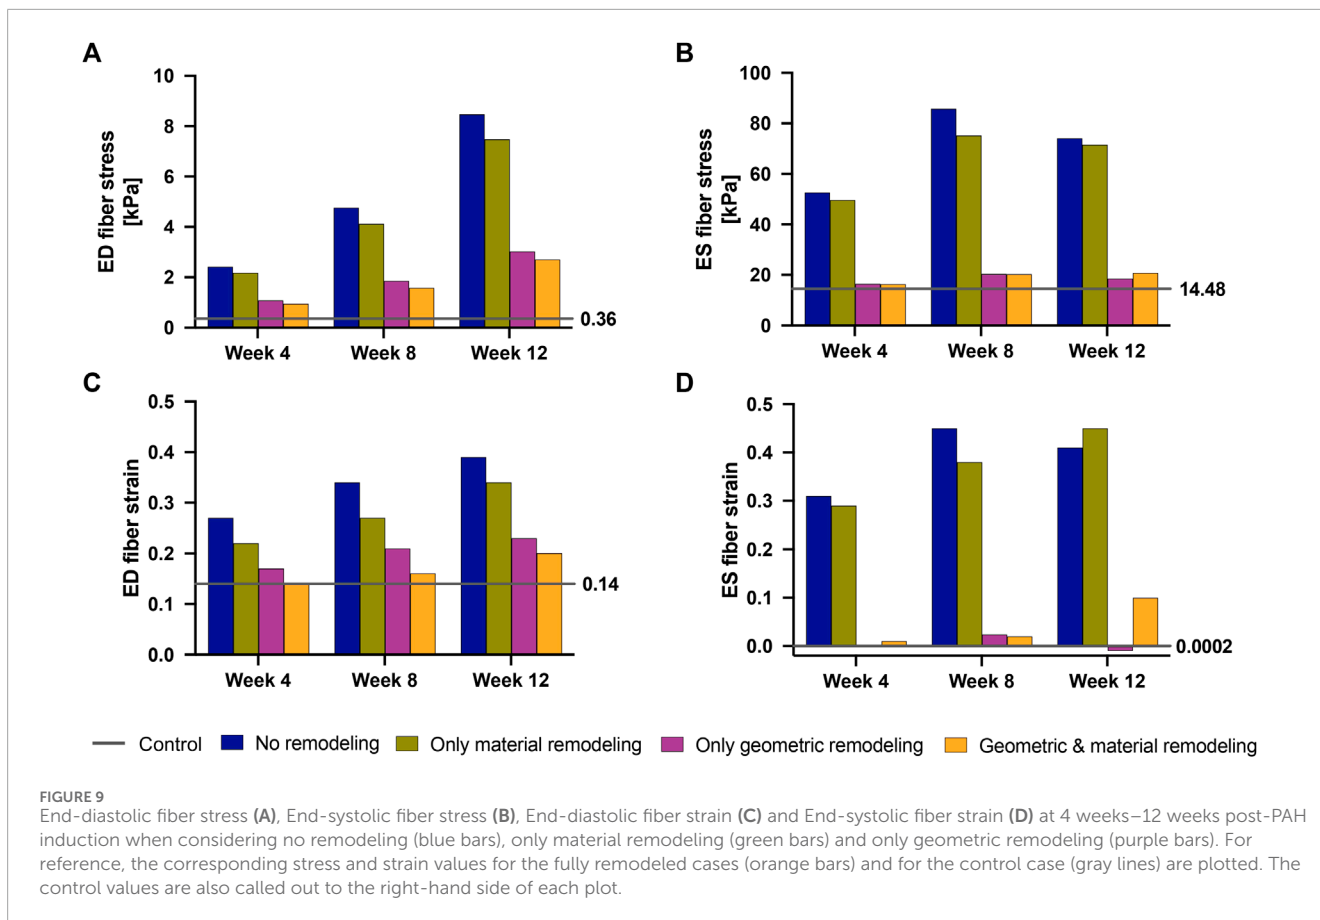 A
ED fiber stress
[kPa]
10
8
6
4
2
0
0.36
Week 4
Week 8
Week 12
B
ES fiber stress
[kPa]
100
80
60
40
20
0
14.48
Week 4
Week 8
Week 12
C
ED fiber strain
0.5
0.4
0.3
0.2
0.1
0.0
0.14
Week 4
Week 8
Week 12
D
ES fiber strain
0.5
0.4
0.3
0.2
0.1
0.0
0.0002
Week 4
Week 8
Week 12
Control No remodeling Only material remodeling Only geometric remodeling Geometric & material remodeling
FIGURE 9
End-diastolic fiber stress (A), End-systolic fiber stress (B), End-diastolic fiber strain (C) and End-systolic fiber strain (D) at 4 weeks–12 weeks post-PAH
induction when considering no remodeling (blue bars), only material remodeling (green bars) and only geometric remodeling (purple bars). For
reference, the corresponding stress and strain values for the fully remodeled cases (orange bars) and for the control case (gray lines) are plotted. The
control values are also called out to the right-hand side of each plot.